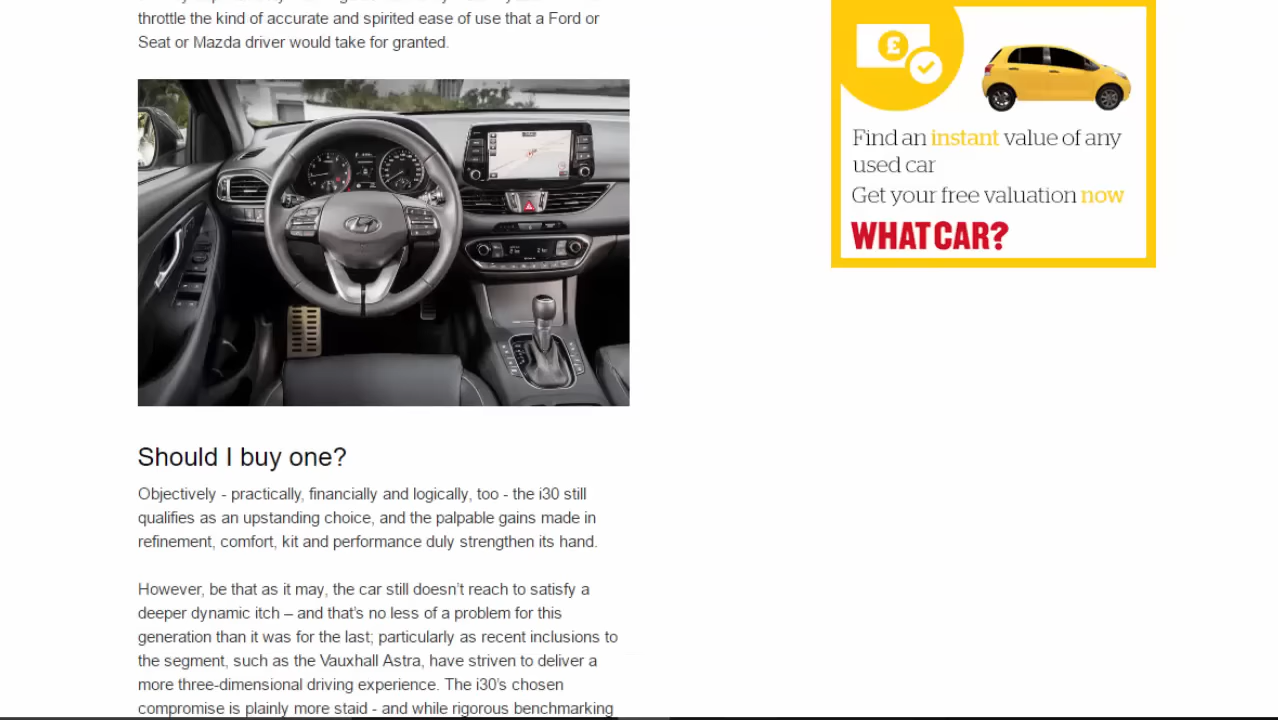 throttle the kind of accurate and spirited ease of use that a Ford or
Seat or Mazda driver would take for granted.
Should I buy one?
Objectively - practically, financially and logically, too - the i30 still
qualifies as an upstanding choice, and the palpable gains made in
refinement, comfort, kit and performance duly strengthen its hand.
However, be that as it may, the car still doesn’t reach to satisfy a
deeper dynamic itch – and that’s no less of a problem for this
generation than it was for the last; particularly as recent inclusions to
the segment, such as the Vauxhall Astra, have striven to deliver a
more three-dimensional driving experience. The i30’s chosen
compromise is plainly more staid - and while rigorous benchmarking
£
Find an instant value of any
used car
Get your free valuation now
WHATCAR?